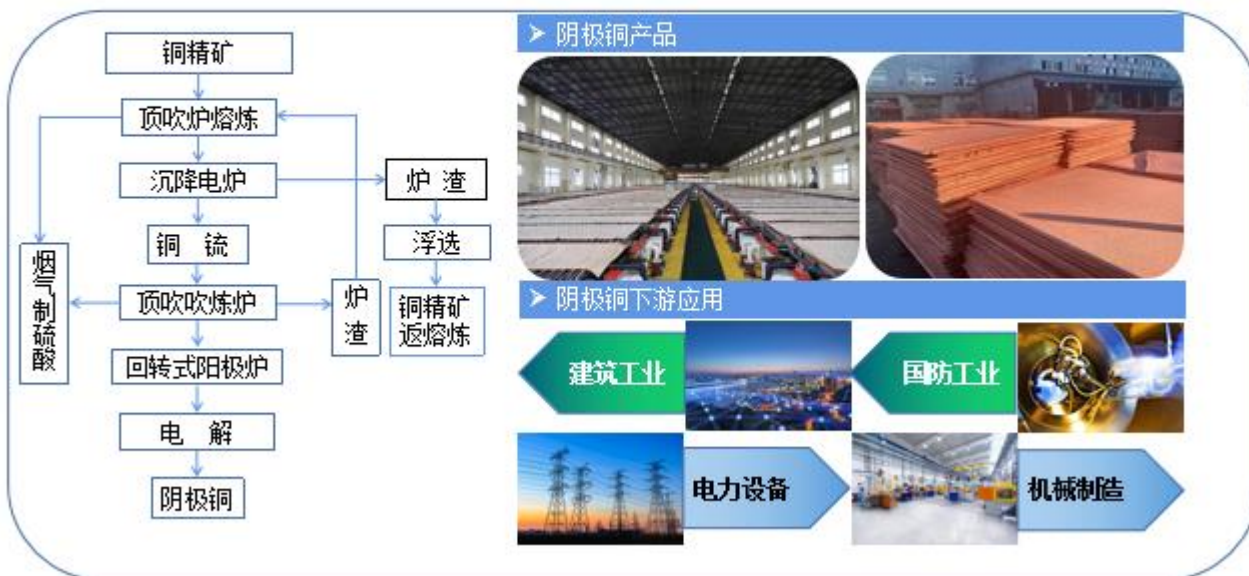 铜精矿
顶吹炉熔炼
沉降电炉
炉 渣
铜 锍
浮选
烟气制硫酸
顶吹吹炼炉
炉渣
铜精矿
返熔炼
回转式阳极炉
电 解
阴极铜
➤ 阴极铜产品
➤ 阴极铜下游应用
建筑工业
国防工业
电力设备
机械制造